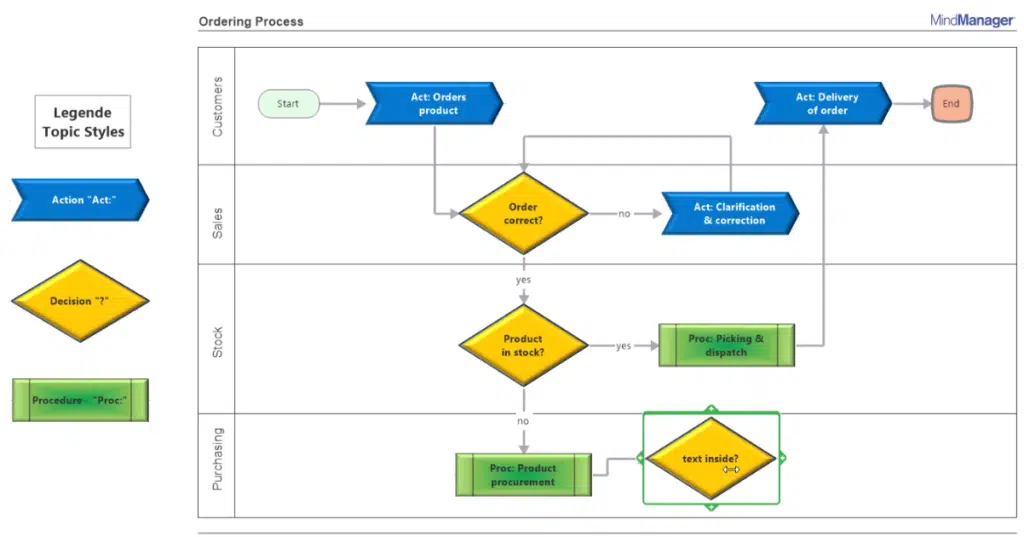 Ordering Process
MindManager
Legende
Topic Styles
Action "Act:"
Decision "?"
Procedure - "Proc:"
Customers
Start
Act: Orders
product
Act: Delivery
of order
End
Sales
Order
correct?
no
Act: Clarification
& correction
yes
Stock
Product
in stock?
yes
Proc: Picking &
dispatch
no
Purchasing
Proc: Product
procurement
text inside?